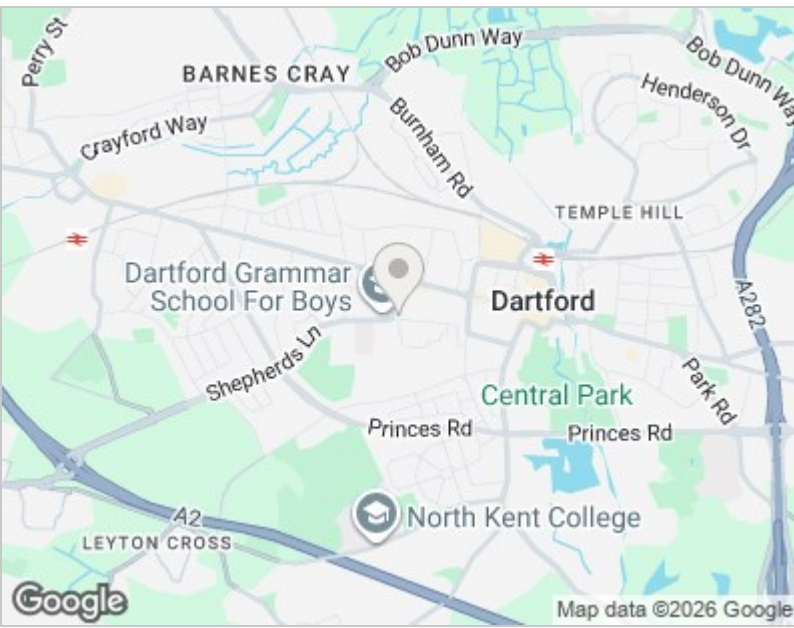 Perry St
BARNES CRAY
Bob Dunn Way
Bob Dunn Way
Henderson Dr
Crayford Way
Burnham Rd
TEMPLE HILL
Dartford Grammar
School For Boys
Dartford
A282
Shepherds Ln
Park Rd
Central Park
Princes Rd
Princes Rd
A2
North Kent College
LEYTON CROSS
Google
Map data ©2026 Google